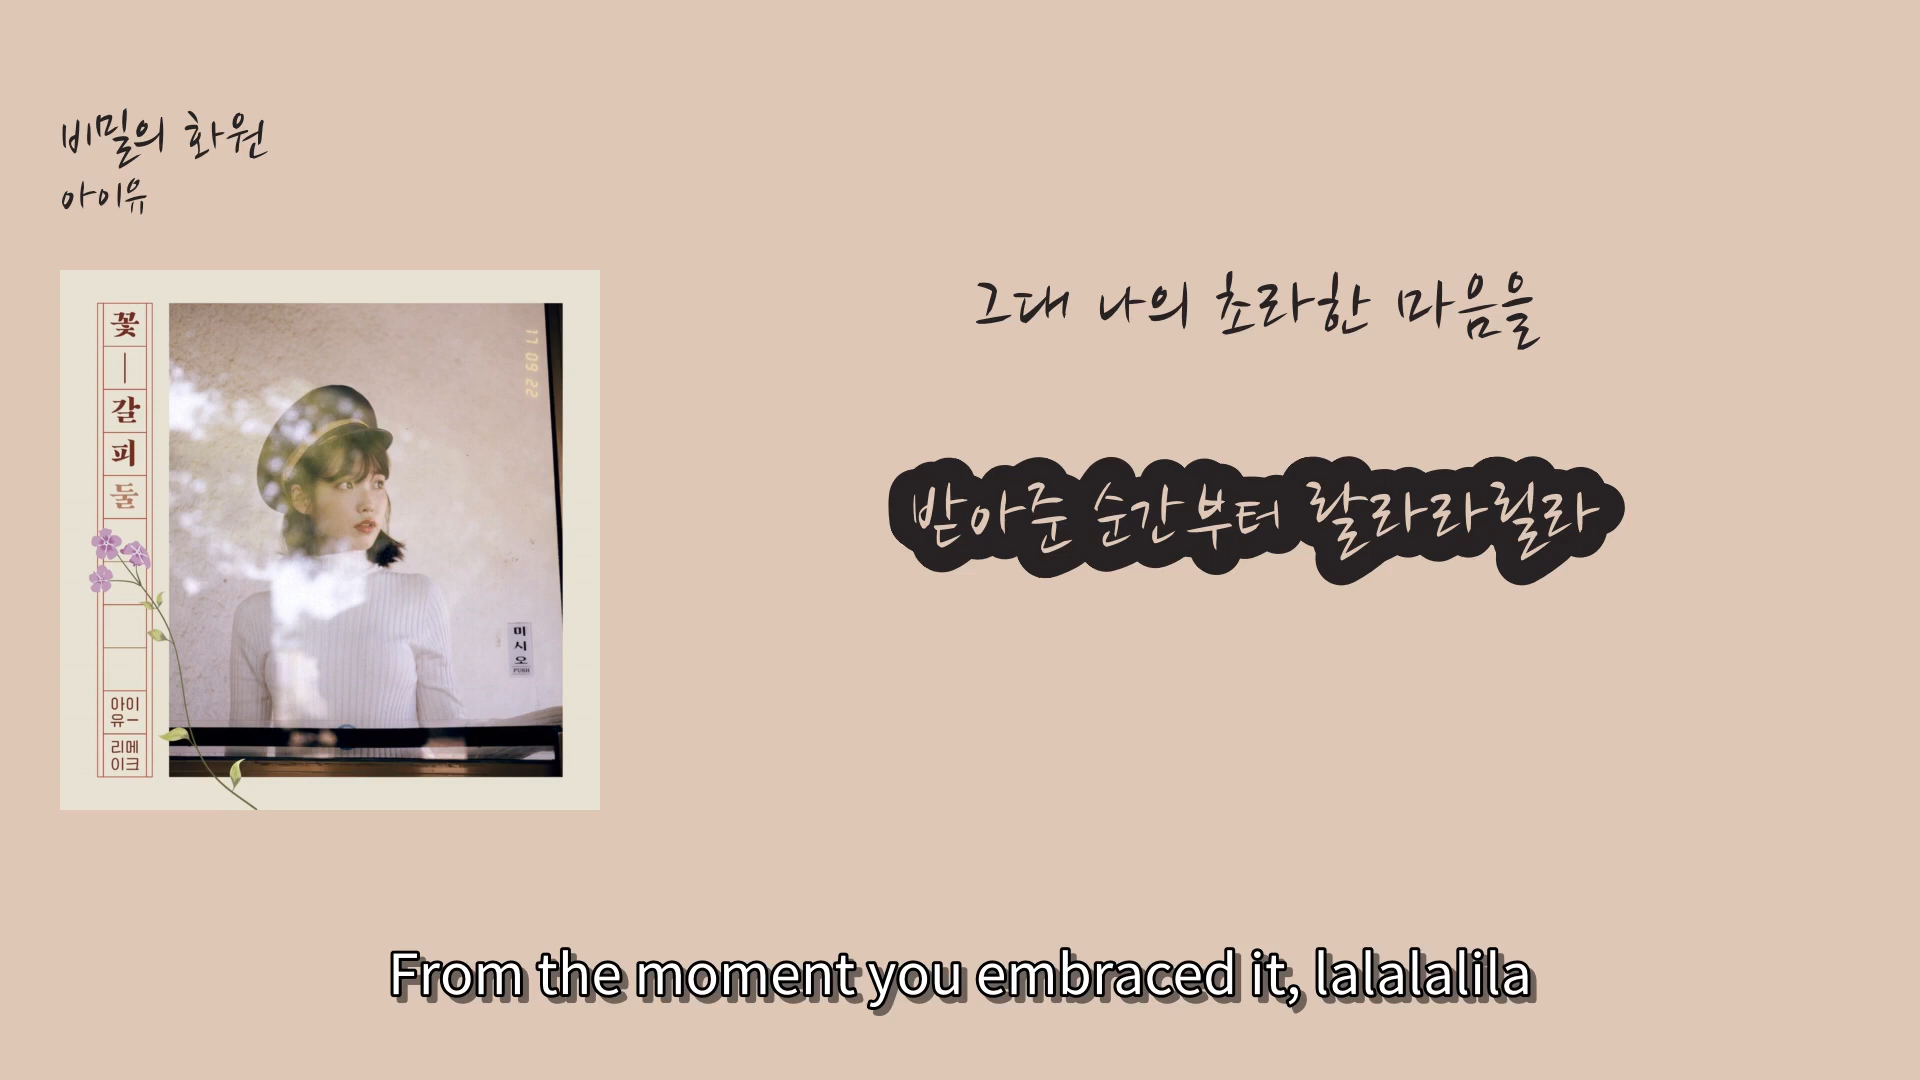 비밀의 화원
아이유
꽃
갈
피
둘
아이
유ー
리메
이크
17 09 22
미
시
오
PUSH
그대 나의 초라한 마음을
받아준 순간부터 랄라라릴라
From the moment you embraced it, lalalalila